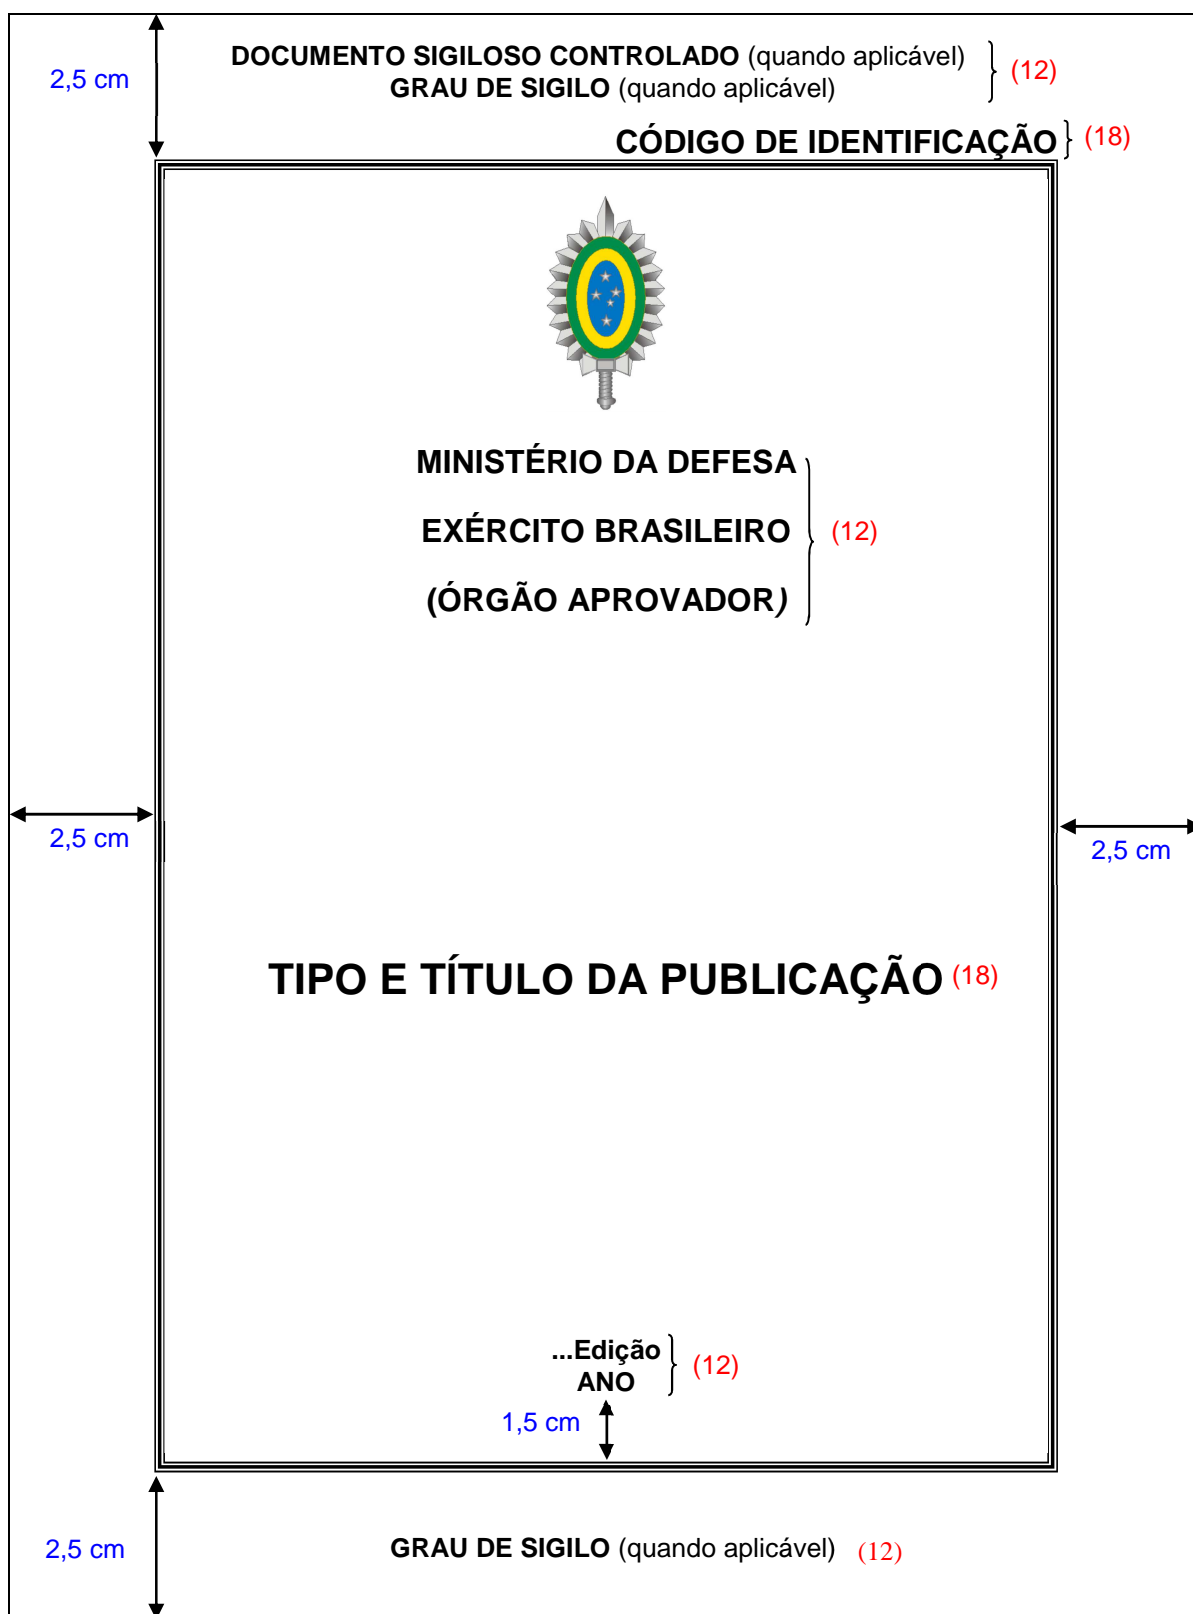 DOCUMENTO SIGILOSO CONTROLADO (quando aplicável)
GRAU DE SIGILO (quando aplicável)
(12)
2,5 cm
CÓDIGO DE IDENTIFICAÇÃO (18)
MINISTÉRIO DA DEFESA
EXÉRCITO BRASILEIRO
(12)
(ÓRGÃO APROVADOR)
2,5 cm
2,5 cm
TIPO E TÍTULO DA PUBLICAÇÃO (18)
...Edição
ANO
(12)
1,5 cm
2,5 cm
GRAU DE SIGILO (quando aplicável) (12)